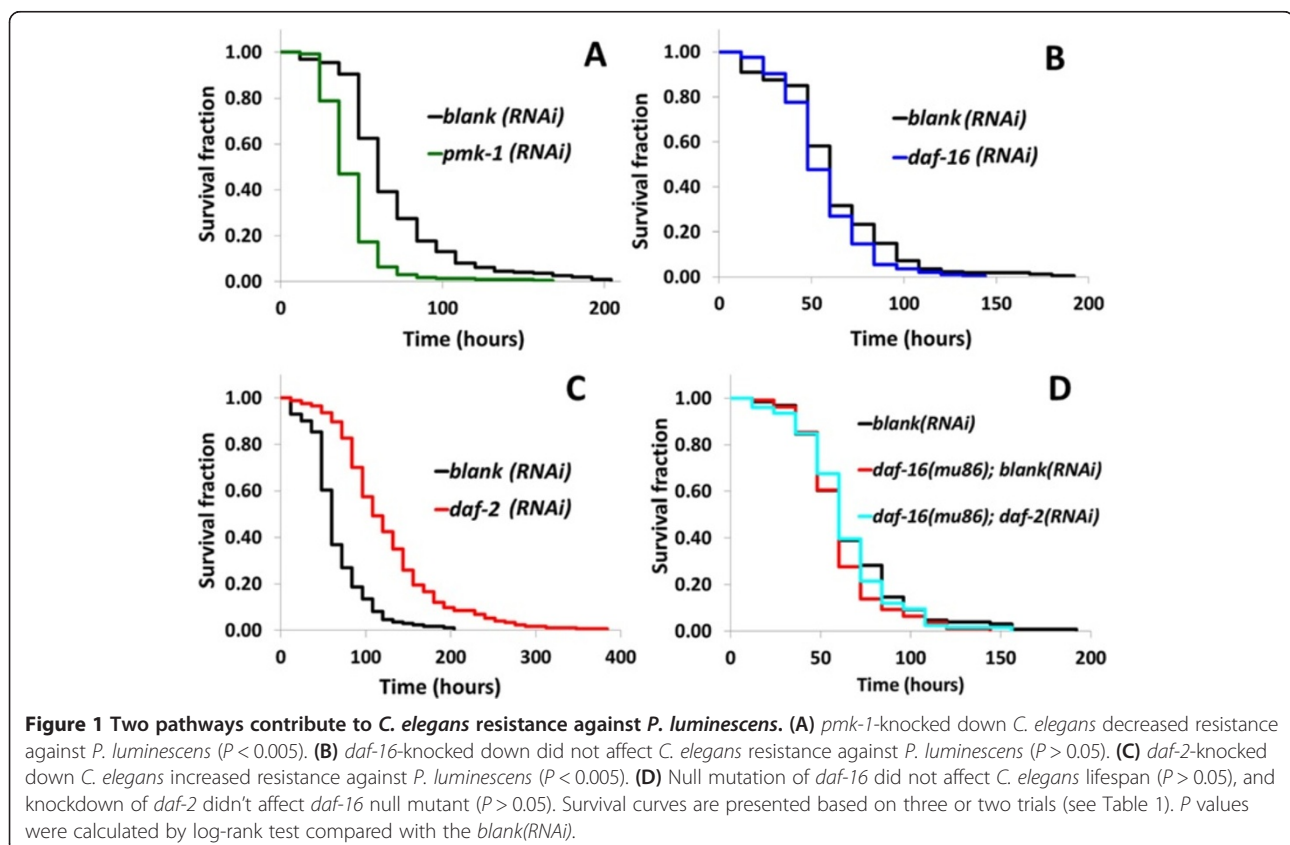 A
1.00
0.80
0.60
0.40
0.20
0.00
Survival fraction
blank (RNAi)
pmk-1 (RNAi)
0
100
200
Time (hours)
B
1.00
0.80
0.60
0.40
0.20
0.00
Survival fraction
blank (RNAi)
daf-16 (RNAi)
0
50
100
150
200
Time (hours)
C
1.00
0.80
0.60
0.40
0.20
0.00
Survival fraction
blank (RNAi)
daf-2 (RNAi)
0
100
200
300
400
Time (hours)
D
1.00
0.80
0.60
0.40
0.20
0.00
Survival fraction
blank(RNAi)
daf-16(mu86); blank(RNAi)
daf-16(mu86); daf-2(RNAi)
0
50
100
150
200
Time (hours)
Figure 1 Two pathways contribute to C. elegans resistance against P. luminescens. (A) pmk-1-knocked down C. elegans decreased resistance
against P. luminescens (P < 0.005). (B) daf-16-knocked down did not affect C. elegans resistance against P. luminescens (P > 0.05). (C) daf-2-knocked
down C. elegans increased resistance against P. luminescens (P < 0.005). (D) Null mutation of daf-16 did not affect C. elegans lifespan (P > 0.05), and
knockdown of daf-2 didn't affect daf-16 null mutant (P > 0.05). Survival curves are presented based on three or two trials (see Table 1). P values
were calculated by log-rank test compared with the blank(RNAi).